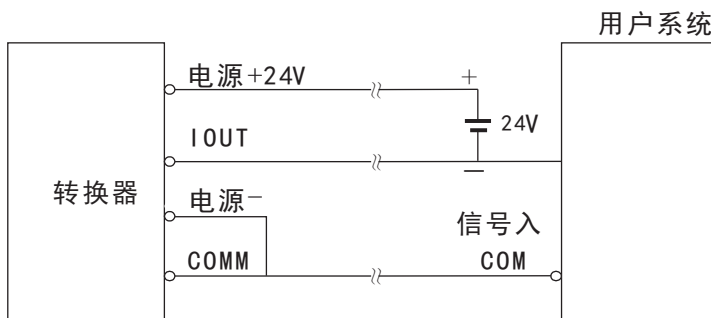 用户系统
电源+24V
+
24V
IOUT
转换器
电源-
—
信号入
COMM
COM